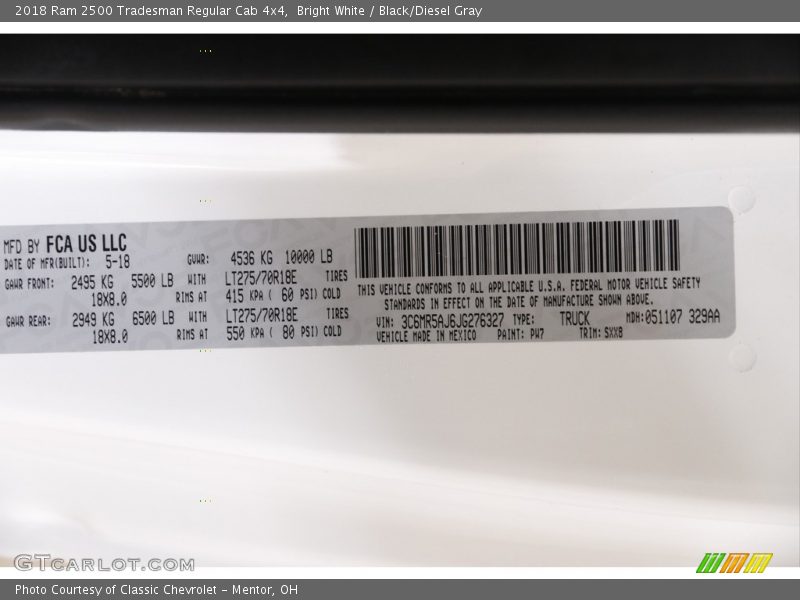 2018 Ram 2500 Tradesman Regular Cab 4x4, Bright White / Black/Diesel Gray
MFD BY FCA US LLC
DATE OF MFR(BUILT): 5-18 GVWR: 4536 KG 10000 LB
GAWR FRONT: 2495 KG 5500 LB WITH LT275/70R18E TIRES
18X8.0 RIMS AT 415 KPA ( 60 PSI) COLD
GAWR REAR: 2949 KG 6500 LB WITH LT275/70R18E TIRES
18X8.0 RIMS AT 550 KPA ( 80 PSI) COLD
THIS VEHICLE CONFORMS TO ALL APPLICABLE U.S.A. FEDERAL MOTOR VEHICLE SAFETY
STANDARDS IN EFFECT ON THE DATE OF MANUFACTURE SHOWN ABOVE.
VIN: 3C6MR5AJ6JG276327 TYPE: TRUCK MDH:051107 329AA
VEHICLE MADE IN MEXICO PAINT: PW7 TRIM: SXX8
GTCARLOT.COM
Photo Courtesy of Classic Chevrolet - Mentor, OH